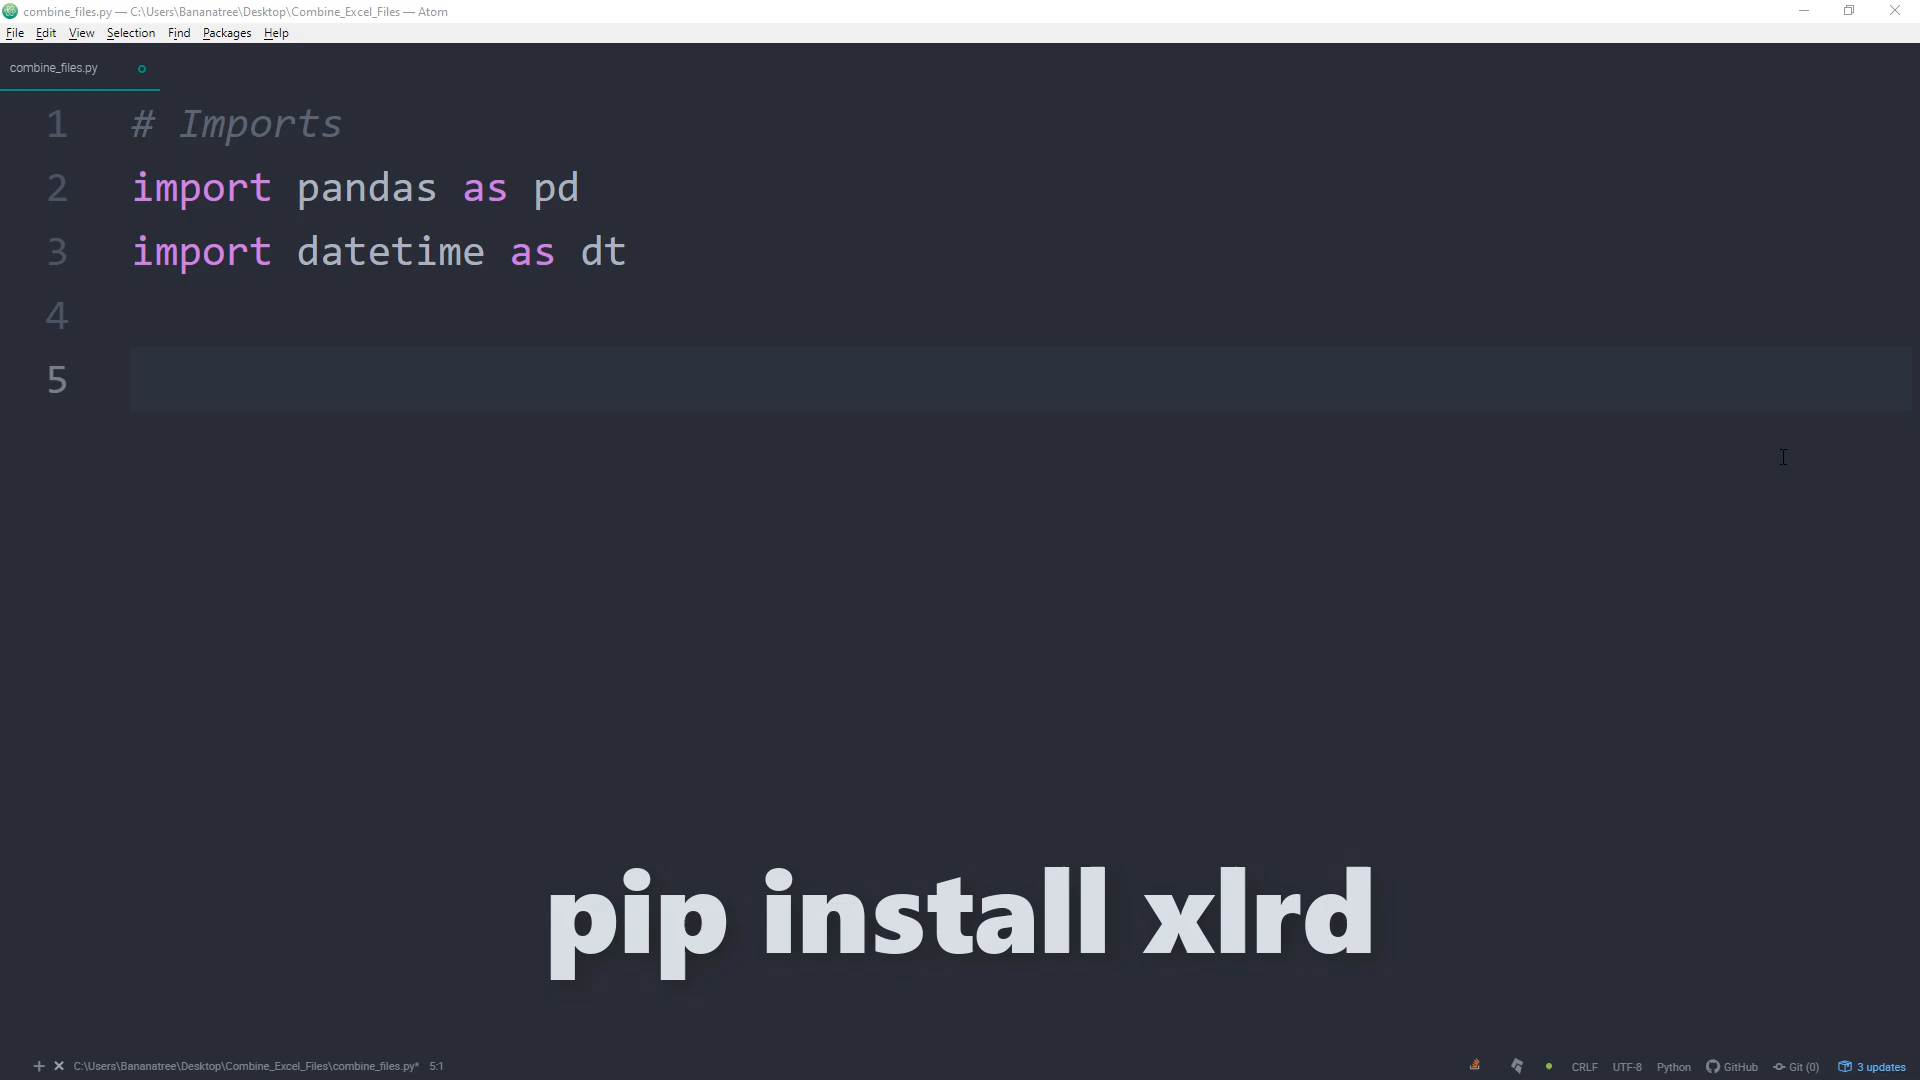 combine_files.py — C:\Users\Bananatree\Desktop\Combine_Excel_Files — Atom
File Edit View Selection Find Packages Help
combine_files.py
1 # Imports
2 import pandas as pd
3 import datetime as dt
4
5
pip install xlrd
C:\Users\Bananatree\Desktop\Combine_Excel_Files\combine_files.py* 5:1 CRLF UTF-8 Python GitHub Git (0) 3 updates